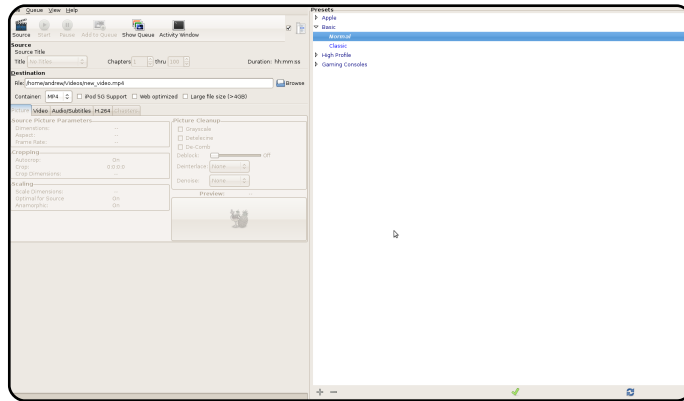 Queue View Help
Source Start Pause Add to Queue Show Queue Activity Window
Source
Source Title
Title No Titles Chapters 1 thru 100 Duration: hh:mm:ss
Destination
File: /home/andrew/Videos/new_video.mp4 Browse
Container: MP4 iPod 5G Support Web optimized Large file size (>4GB)
Picture Video Audio/Subtitles H.264 Chapters
Source Picture Parameters
Dimensions: --
Aspect: --
Frame Rate: --
Cropping
Autocrop: On
Crop: 0:0:0:0
Crop Dimensions: --
Scaling
Scale Dimensions: --
Optimal for Source: On
Anamorphic: On
Picture Cleanup
Grayscale
Detelecine
De-Comb
Deblock: Off
Deinterlace: None
Denoise: None
Preview: --
Presets
Apple
Basic
Normal
Classic
High Profile
Gaming Consoles